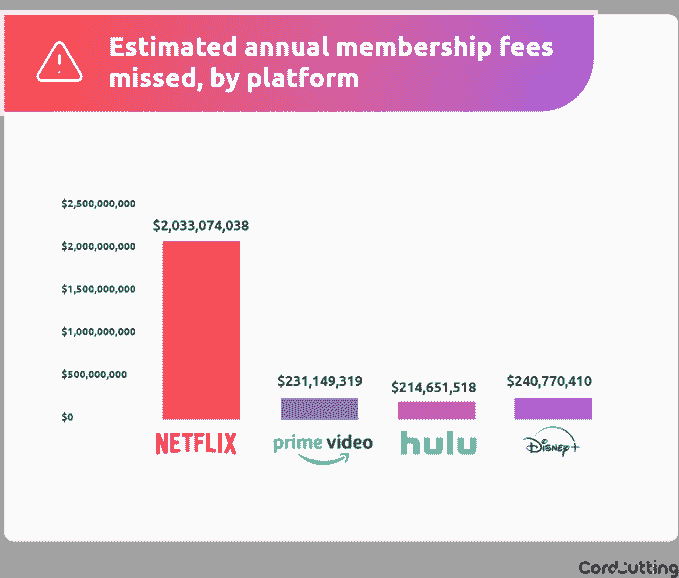 Estimated annual membership fees
missed, by platform
$2,500,000,000
$2,033,074,038
$2,000,000,000
$1,500,000,000
$1,000,000,000
$500,000,000
$231,149,319
$214,651,518
$240,770,410
$0
NETFLIX
prime video
hulu
Disney+
CordCutting